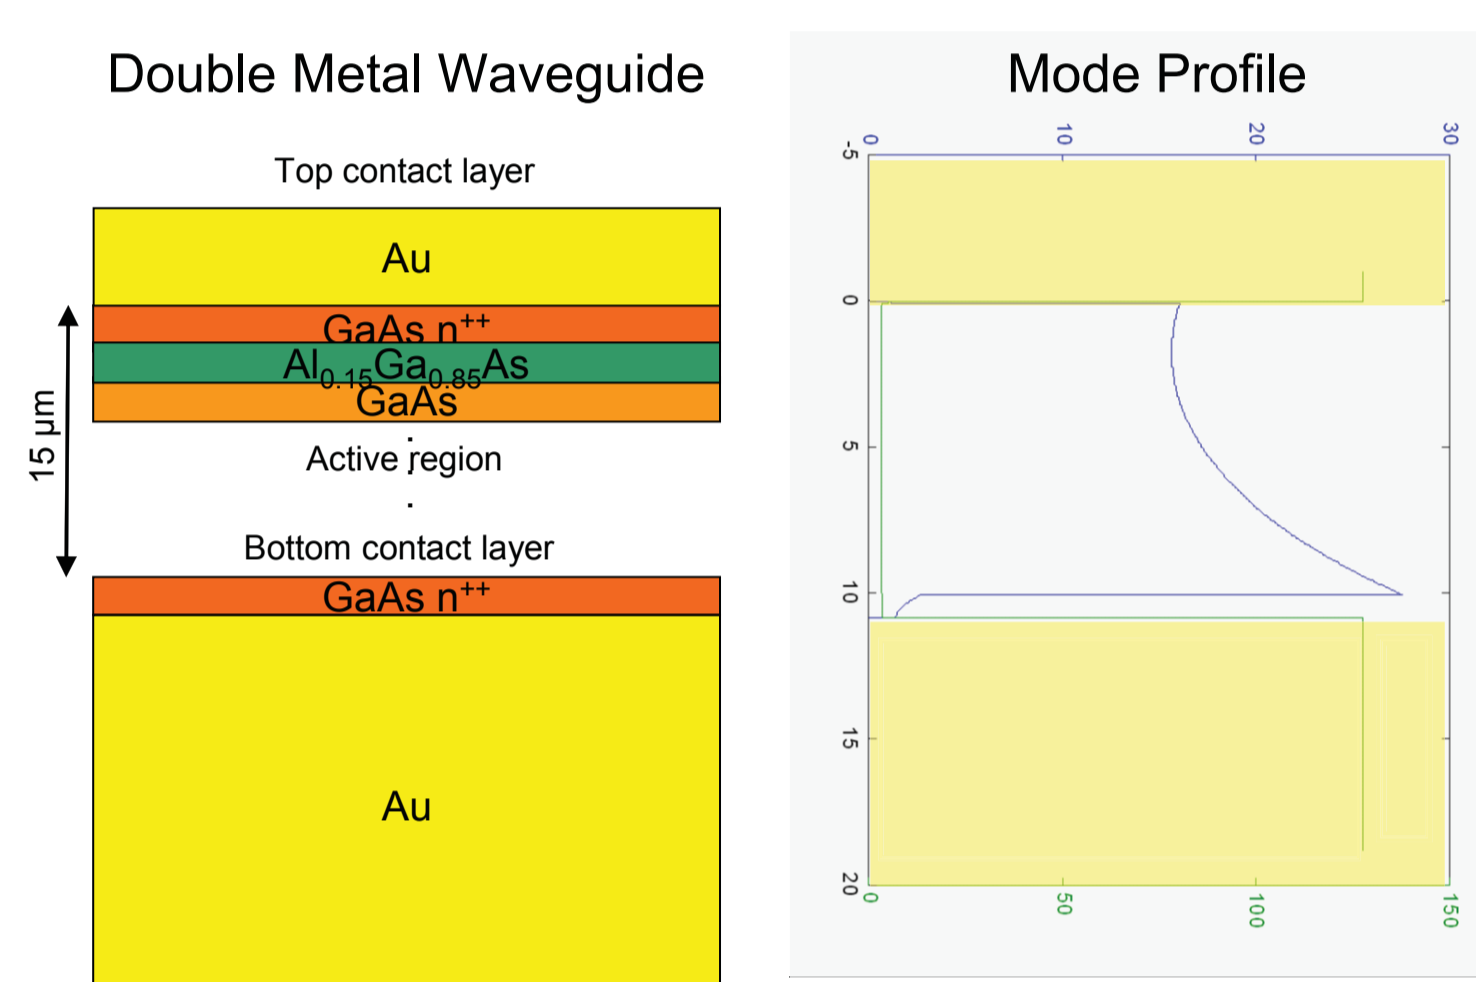 Double Metal Waveguide
Top contact layer
Au
GaAs n++
Al0.15Ga0.85As
GaAs
Active region
15 µm
Bottom contact layer
GaAs n++
Au
Mode Profile
0 10 20 30
-5
0
5
10
15
20
0 50 100 150